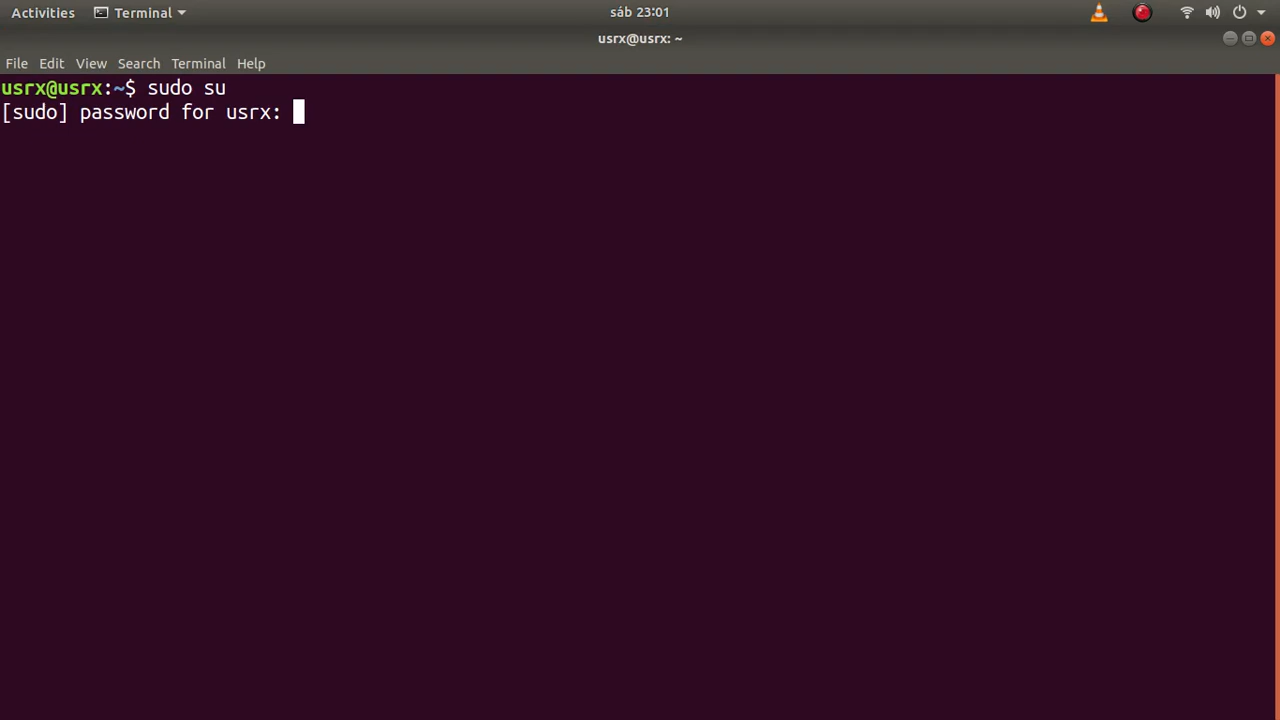 Activities Terminal sáb 23:01
usrx@usrx: ~
File Edit View Search Terminal Help
usrx@usrx:~$ sudo su
[sudo] password for usrx: